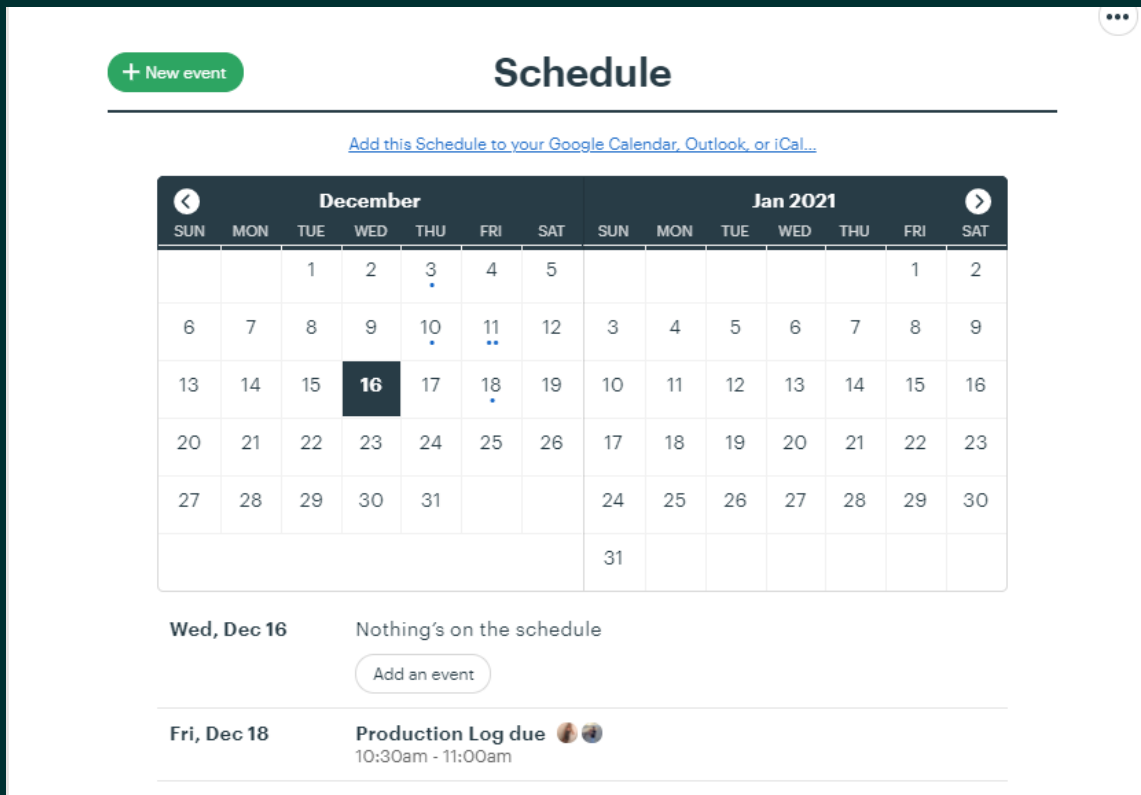 + New event
Schedule
Add this Schedule to your Google Calendar, Outlook, or iCal...
December Jan 2021
SUN MON TUE WED THU FRI SAT SUN MON TUE WED THU FRI SAT
1 2 3 4 5 1 2
6 7 8 9 10 11 12 3 4 5 6 7 8 9
13 14 15 16 17 18 19 10 11 12 13 14 15 16
20 21 22 23 24 25 26 17 18 19 20 21 22 23
27 28 29 30 31 24 25 26 27 28 29 30
31
Wed, Dec 16 Nothing's on the schedule
Add an event
Fri, Dec 18 Production Log due
10:30am - 11:00am